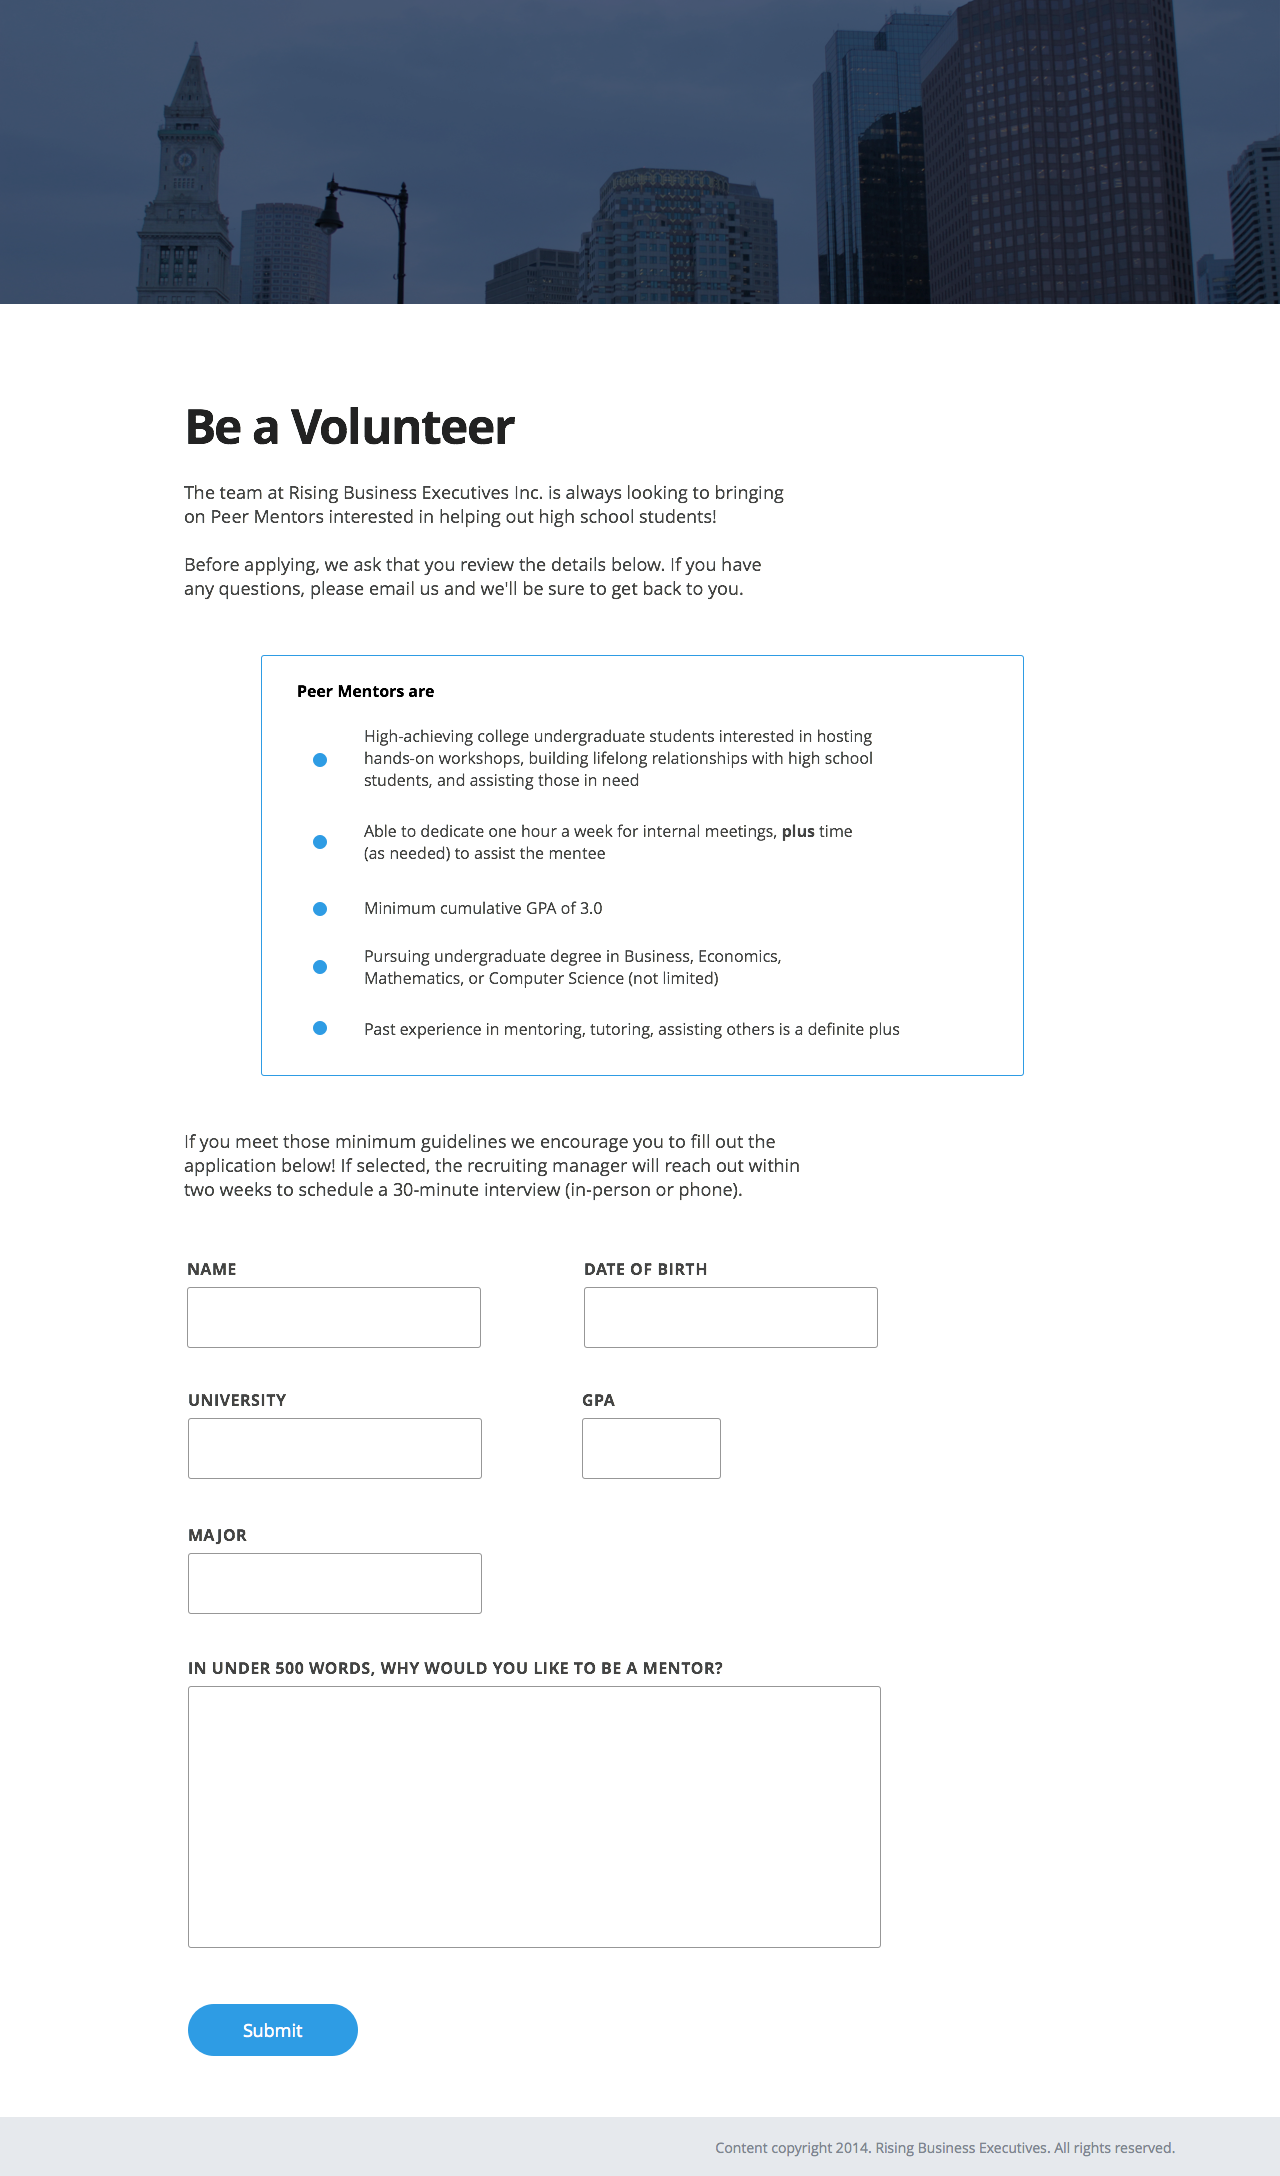 Be a Volunteer
The team at Rising Business Executives Inc. is always looking to bringing
on Peer Mentors interested in helping out high school students!
Before applying, we ask that you review the details below. If you have
any questions, please email us and we'll be sure to get back to you.
Peer Mentors are
High-achieving college undergraduate students interested in hosting
hands-on workshops, building lifelong relationships with high school
students, and assisting those in need
Able to dedicate one hour a week for internal meetings, plus time
(as needed) to assist the mentee
Minimum cumulative GPA of 3.0
Pursuing undergraduate degree in Business, Economics,
Mathematics, or Computer Science (not limited)
Past experience in mentoring, tutoring, assisting others is a definite plus
If you meet those minimum guidelines we encourage you to fill out the
application below! If selected, the recruiting manager will reach out within
two weeks to schedule a 30-minute interview (in-person or phone).
NAME
DATE OF BIRTH
UNIVERSITY
GPA
MAJOR
IN UNDER 500 WORDS, WHY WOULD YOU LIKE TO BE A MENTOR?
Submit
Content copyright 2014. Rising Business Executives. All rights reserved.